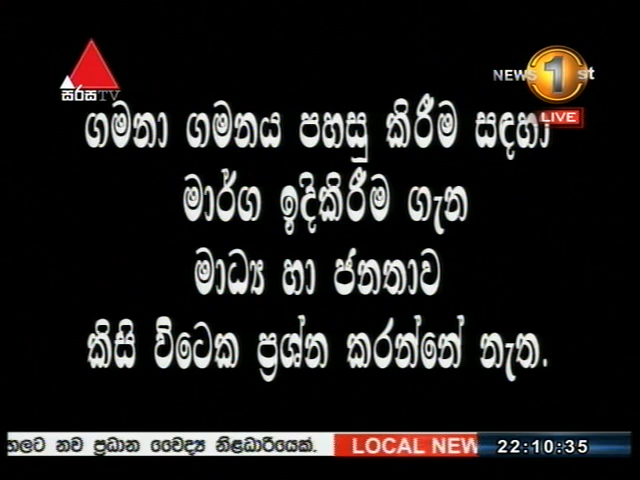 සිරස TV
NEWS 1st
LIVE
ගමනා ගමනය පහසු කිරීම සඳහා
මාර්ග ඉදිකිරීම ගැන
මාධ්‍ය හා ජනතාව
කිසි විටෙක ප්‍රශ්න කරන්නේ නැත.
නව ප්‍රධාන වෛද්‍ය නිළධාරියෙක්. LOCAL NEW 22:10:35